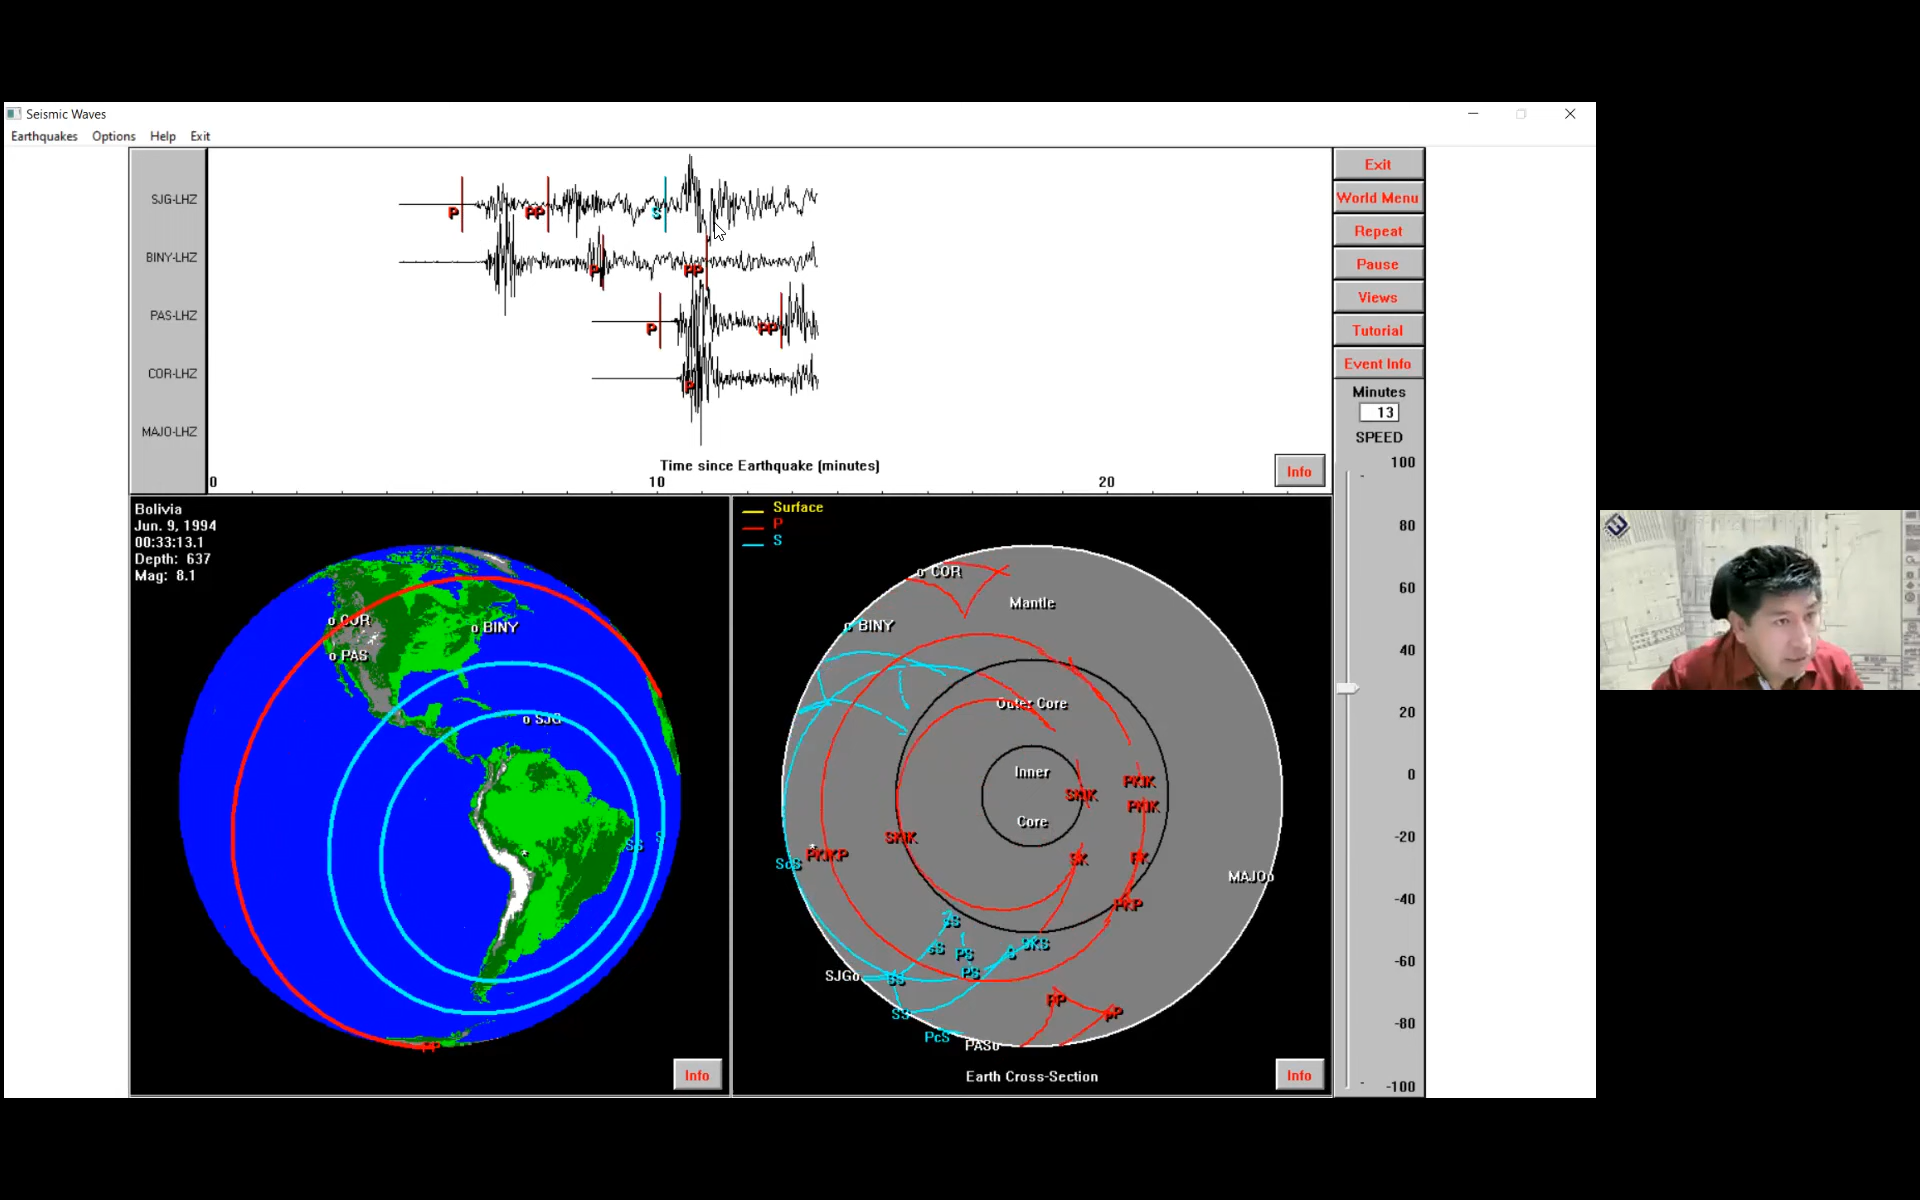 Seismic Waves
Earthquakes Options Help Exit
SJG-LHZ
BINY-LHZ
PAS-LHZ
COR-LHZ
MAJO-LHZ
P PP S
P PP
P PP
P
Time since Earthquake (minutes)
0 10 20
Info
Exit
World Menu
Repeat
Pause
Views
Tutorial
Event Info
Minutes
13
SPEED
100
80
60
40
20
0
-20
-40
-60
-80
-100
Bolivia
Jun. 9, 1994
00:33:13.1
Depth: 637
Mag: 8.1
COR
BINY
PAS
SJG
S
SS
PP
Info
Surface
P
S
COR
Mantle
BINY
Outer Core
Inner
PKIK
SKIK
PKIK
Core
SKIK
PKIKP
ScS
SK
PK
MAJO
PKP
SS
SKS
sS
PS
S
PS
SJG
SS
PP
pP
SS
PcS
PAS
Earth Cross-Section
Info